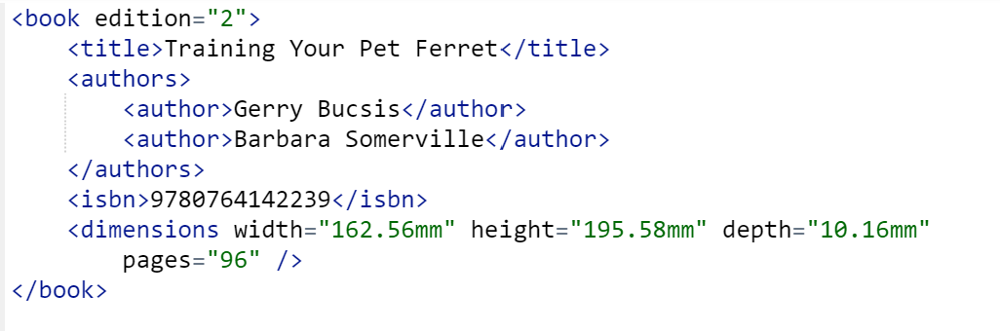 <book edition="2">
    <title>Training Your Pet Ferret</title>
    <authors>
        <author>Gerry Bucsis</author>
        <author>Barbara Somerville</author>
    </authors>
    <isbn>9780764142239</isbn>
    <dimensions width="162.56mm" height="195.58mm" depth="10.16mm"
        pages="96" />
</book>